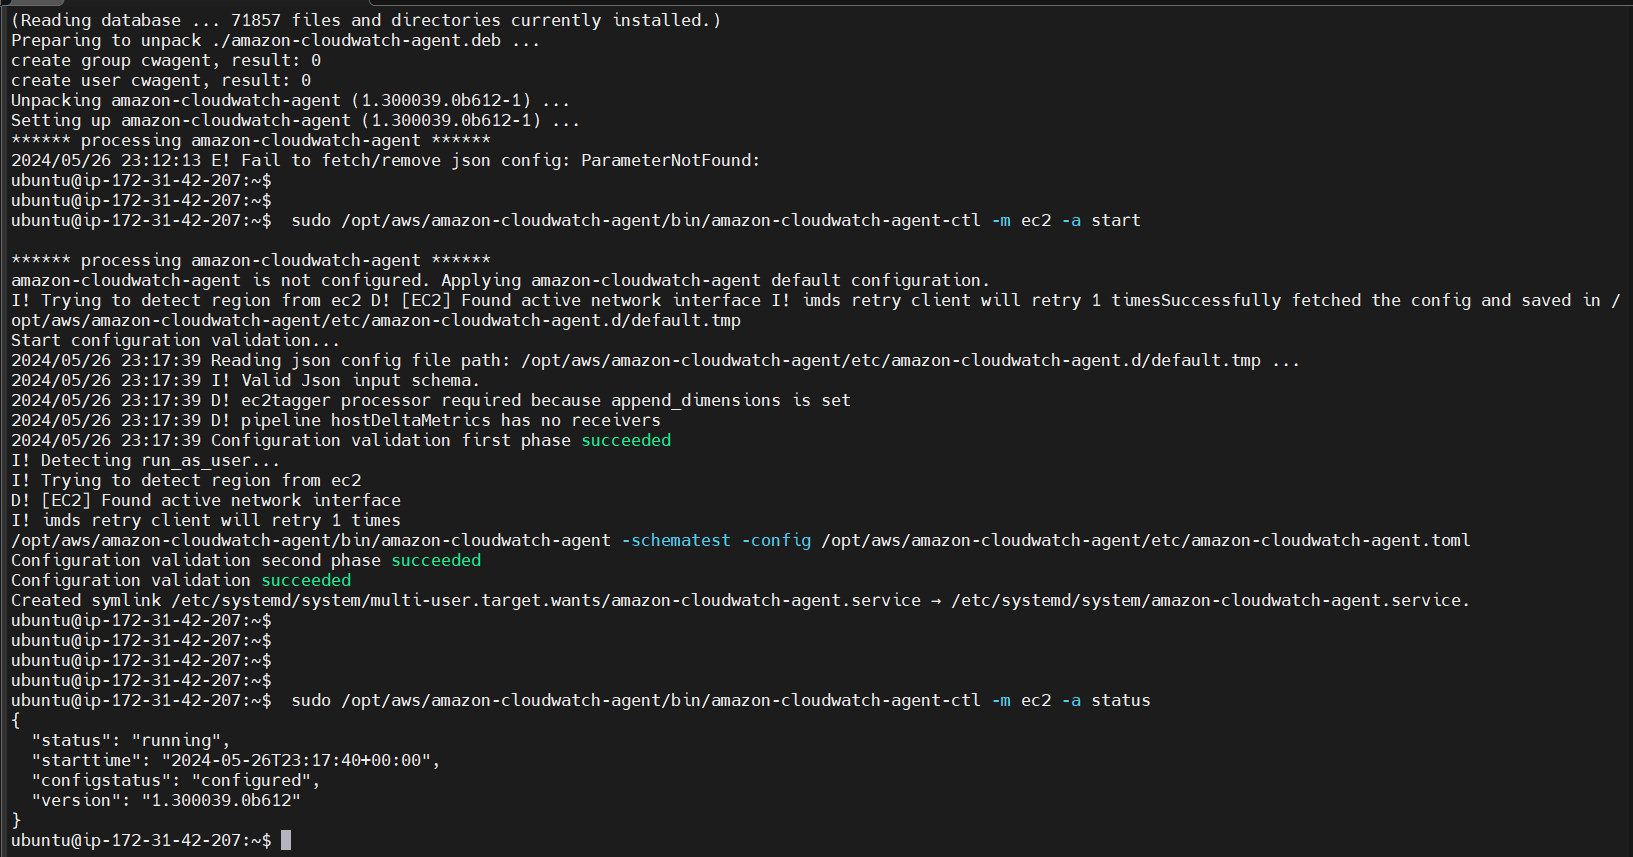 (Reading database ... 71857 files and directories currently installed.)
Preparing to unpack ./amazon-cloudwatch-agent.deb ...
create group cwagent, result: 0
create user cwagent, result: 0
Unpacking amazon-cloudwatch-agent (1.300039.0b612-1) ...
Setting up amazon-cloudwatch-agent (1.300039.0b612-1) ...
****** processing amazon-cloudwatch-agent ******
2024/05/26 23:12:13 E! Fail to fetch/remove json config: ParameterNotFound:
ubuntu@ip-172-31-42-207:~$
ubuntu@ip-172-31-42-207:~$
ubuntu@ip-172-31-42-207:~$  sudo /opt/aws/amazon-cloudwatch-agent/bin/amazon-cloudwatch-agent-ctl -m ec2 -a start
****** processing amazon-cloudwatch-agent ******
amazon-cloudwatch-agent is not configured. Applying amazon-cloudwatch-agent default configuration.
I! Trying to detect region from ec2 D! [EC2] Found active network interface I! imds retry client will retry 1 timesSuccessfully fetched the config and saved in /
opt/aws/amazon-cloudwatch-agent/etc/amazon-cloudwatch-agent.d/default.tmp
Start configuration validation...
2024/05/26 23:17:39 Reading json config file path: /opt/aws/amazon-cloudwatch-agent/etc/amazon-cloudwatch-agent.d/default.tmp ...
2024/05/26 23:17:39 I! Valid Json input schema.
2024/05/26 23:17:39 D! ec2tagger processor required because append_dimensions is set
2024/05/26 23:17:39 D! pipeline hostDeltaMetrics has no receivers
2024/05/26 23:17:39 Configuration validation first phase succeeded
I! Detecting run_as_user...
I! Trying to detect region from ec2
D! [EC2] Found active network interface
I! imds retry client will retry 1 times
/opt/aws/amazon-cloudwatch-agent/bin/amazon-cloudwatch-agent -schematest -config /opt/aws/amazon-cloudwatch-agent/etc/amazon-cloudwatch-agent.toml
Configuration validation second phase succeeded
Configuration validation succeeded
Created symlink /etc/systemd/system/multi-user.target.wants/amazon-cloudwatch-agent.service → /etc/systemd/system/amazon-cloudwatch-agent.service.
ubuntu@ip-172-31-42-207:~$
ubuntu@ip-172-31-42-207:~$
ubuntu@ip-172-31-42-207:~$
ubuntu@ip-172-31-42-207:~$
ubuntu@ip-172-31-42-207:~$  sudo /opt/aws/amazon-cloudwatch-agent/bin/amazon-cloudwatch-agent-ctl -m ec2 -a status
{
  "status": "running",
  "starttime": "2024-05-26T23:17:40+00:00",
  "configstatus": "configured",
  "version": "1.300039.0b612"
}
ubuntu@ip-172-31-42-207:~$